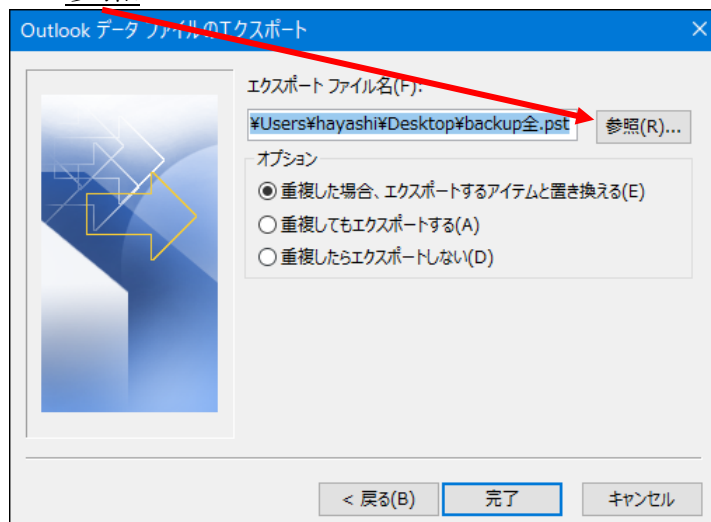 Outlook データ ファイルのエクスポート
エクスポート ファイル名(F):
¥Users¥hayashi¥Desktop¥backup全.pst
参照(R)...
オプション
重複した場合、エクスポートするアイテムと置き換える(E)
重複してもエクスポートする(A)
重複したらエクスポートしない(D)
< 戻る(B)
完了
キャンセル